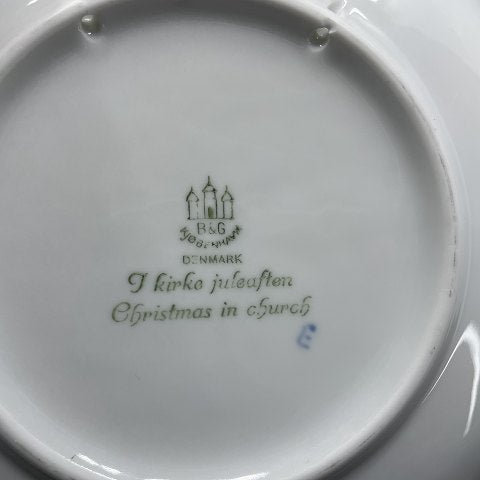 B&G
KJØBENHAVN
DENMARK
I kirke juleaften
Christmas in church
E